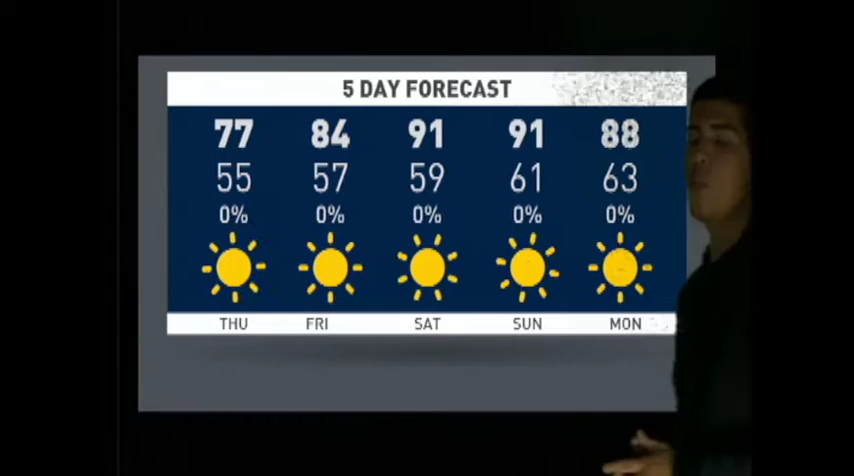 5 DAY FORECAST
77 84 91 91 88
55 57 59 61 63
0% 0% 0% 0% 0%
THU FRI SAT SUN MON